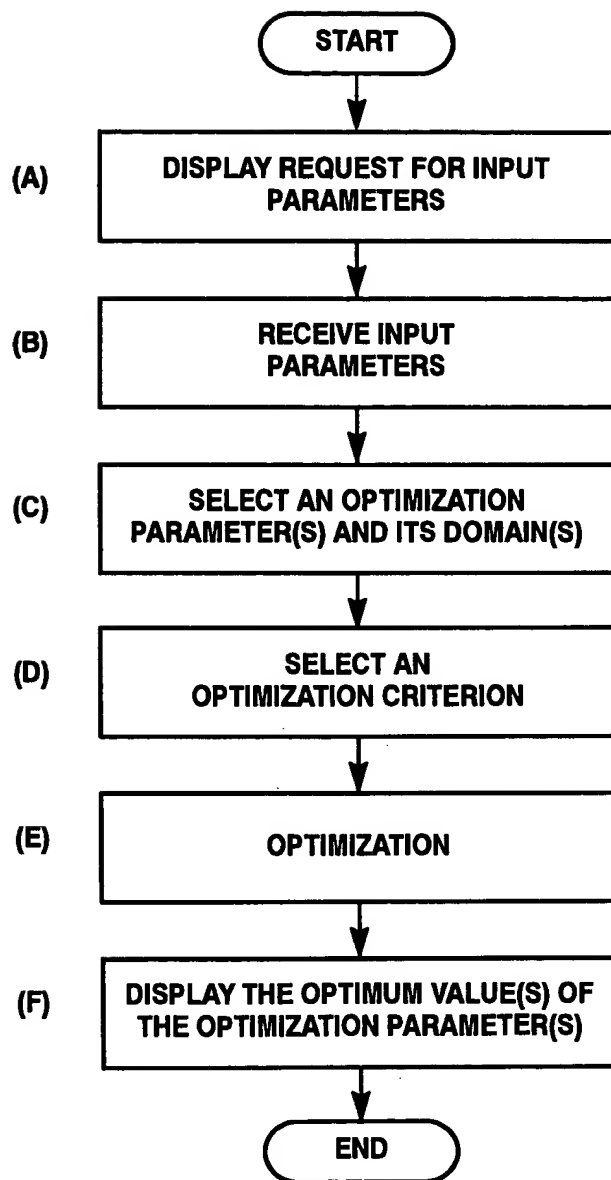 START
(A)
DISPLAY REQUEST FOR INPUT
PARAMETERS
(B)
RECEIVE INPUT
PARAMETERS
(C)
SELECT AN OPTIMIZATION
PARAMETER(S) AND ITS DOMAIN(S)
(D)
SELECT AN
OPTIMIZATION CRITERION
(E)
OPTIMIZATION
(F)
DISPLAY THE OPTIMUM VALUE(S) OF
THE OPTIMIZATION PARAMETER(S)
END